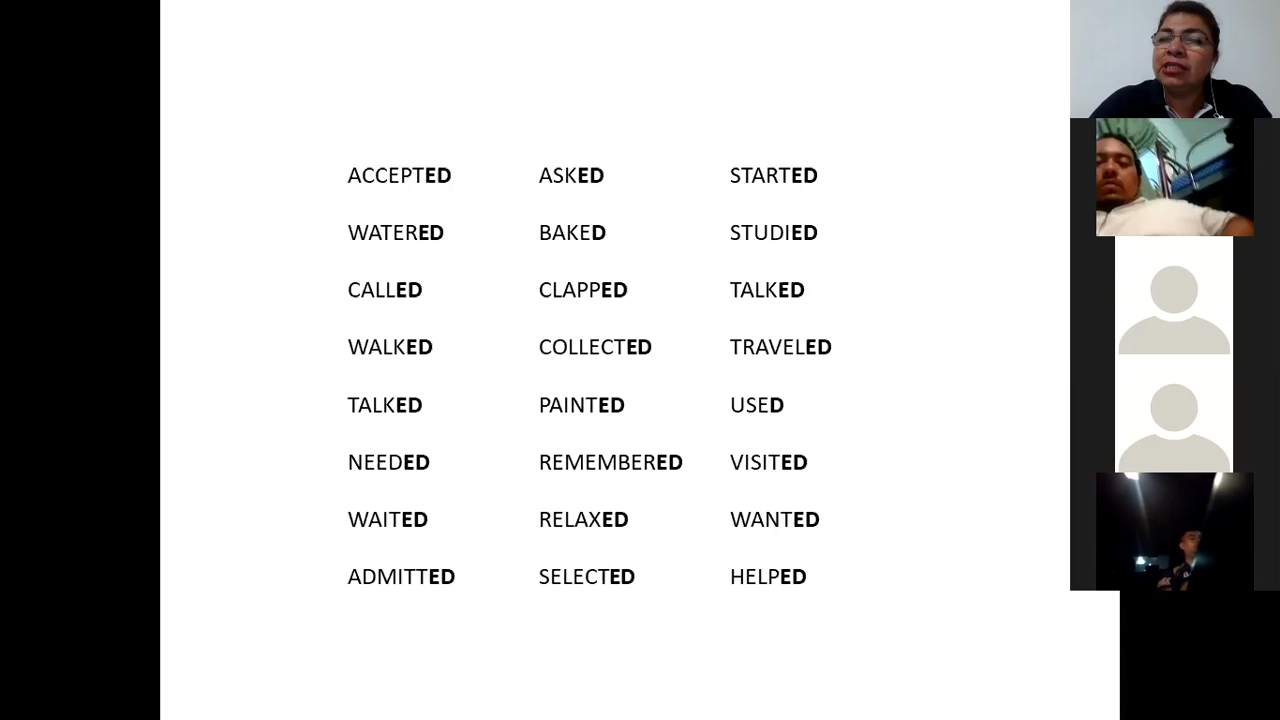 ACCEPTED ASKED STARTED
WATERED BAKED STUDIED
CALLED CLAPPED TALKED
WALKED COLLECTED TRAVELED
TALKED PAINTED USED
NEEDED REMEMBERED VISITED
WAITED RELAXED WANTED
ADMITTED SELECTED HELPED